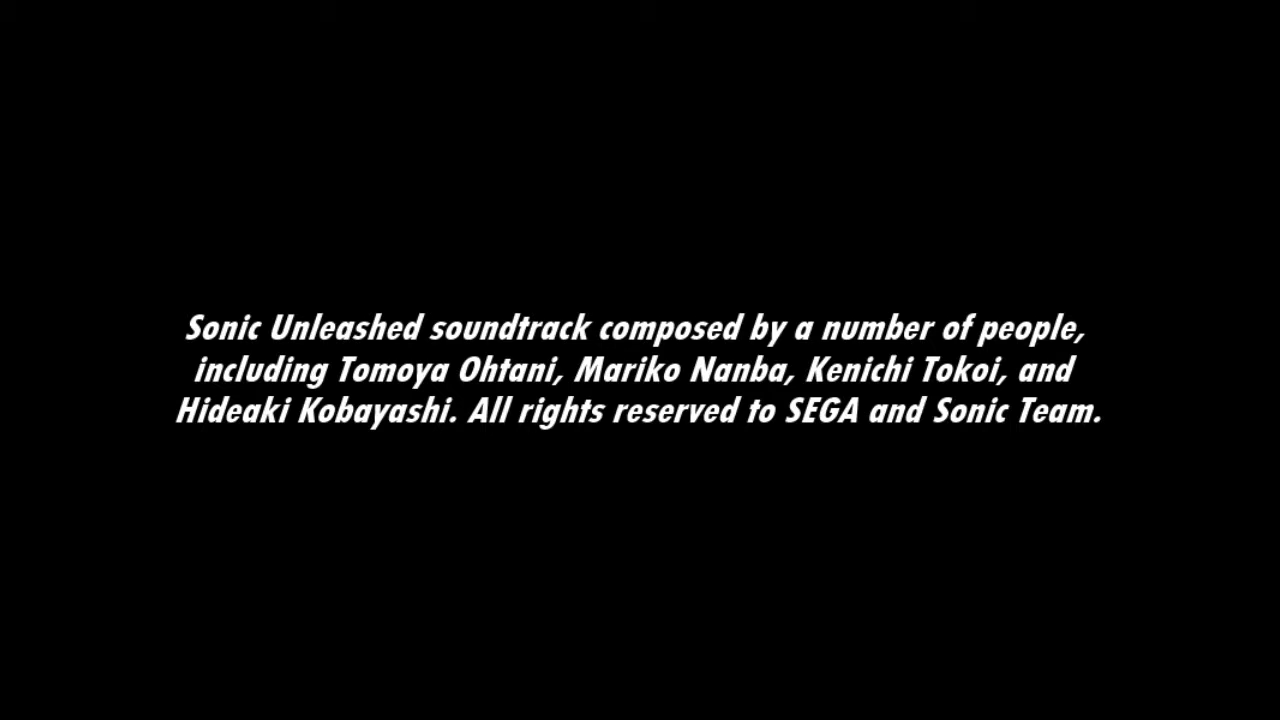 Sonic Unleashed soundtrack composed by a number of people,
including Tomoya Ohtani, Mariko Nanba, Kenichi Tokoi, and
Hideaki Kobayashi. All rights reserved to SEGA and Sonic Team.